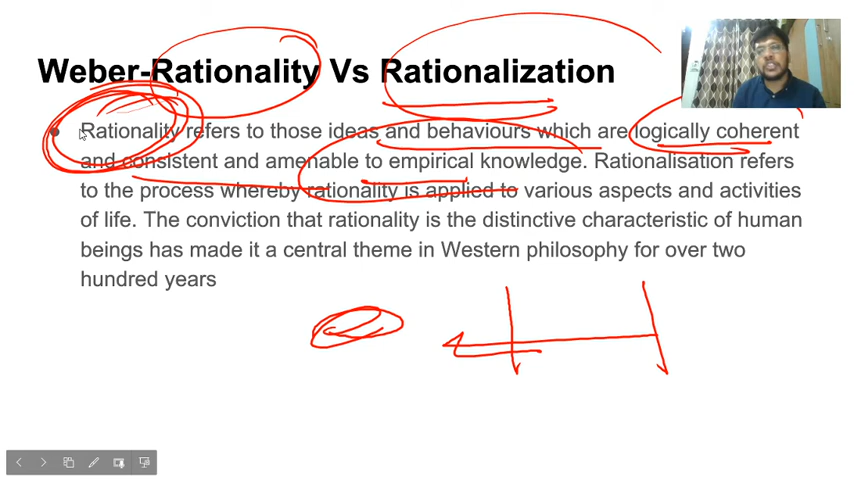 Weber-Rationality Vs Rationalization
● Rationality refers to those ideas and behaviours which are logically coherent
and consistent and amenable to empirical knowledge. Rationalisation refers
to the process whereby rationality is applied to various aspects and activities
of life. The conviction that rationality is the distinctive characteristic of human
beings has made it a central theme in Western philosophy for over two
hundred years